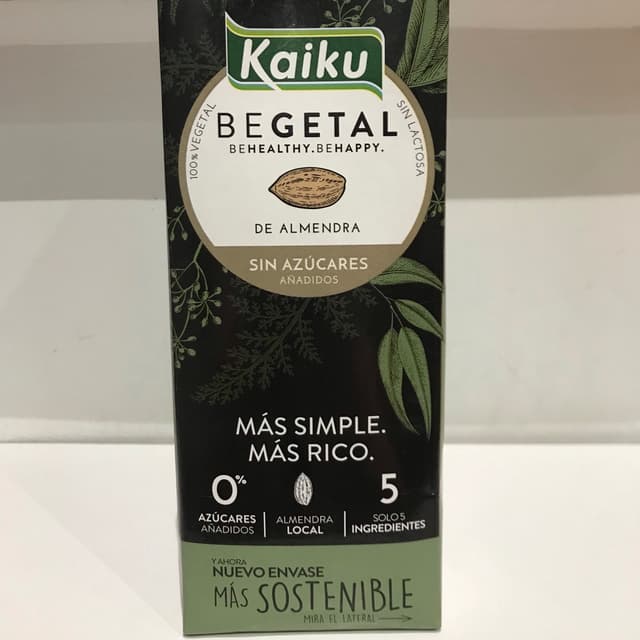 Kaiku
100% VEGETAL
SIN LACTOSA
BEGETAL
BEHEALTHY.BEHAPPY.
DE ALMENDRA
SIN AZÚCARES
AÑADIDOS
MÁS SIMPLE.
MÁS RICO.
0%
AZÚCARES
AÑADIDOS
ALMENDRA
LOCAL
5
SOLO 5
INGREDIENTES
Y AHORA
NUEVO ENVASE
MÁS SOSTENIBLE
MIRA EL LATERAL